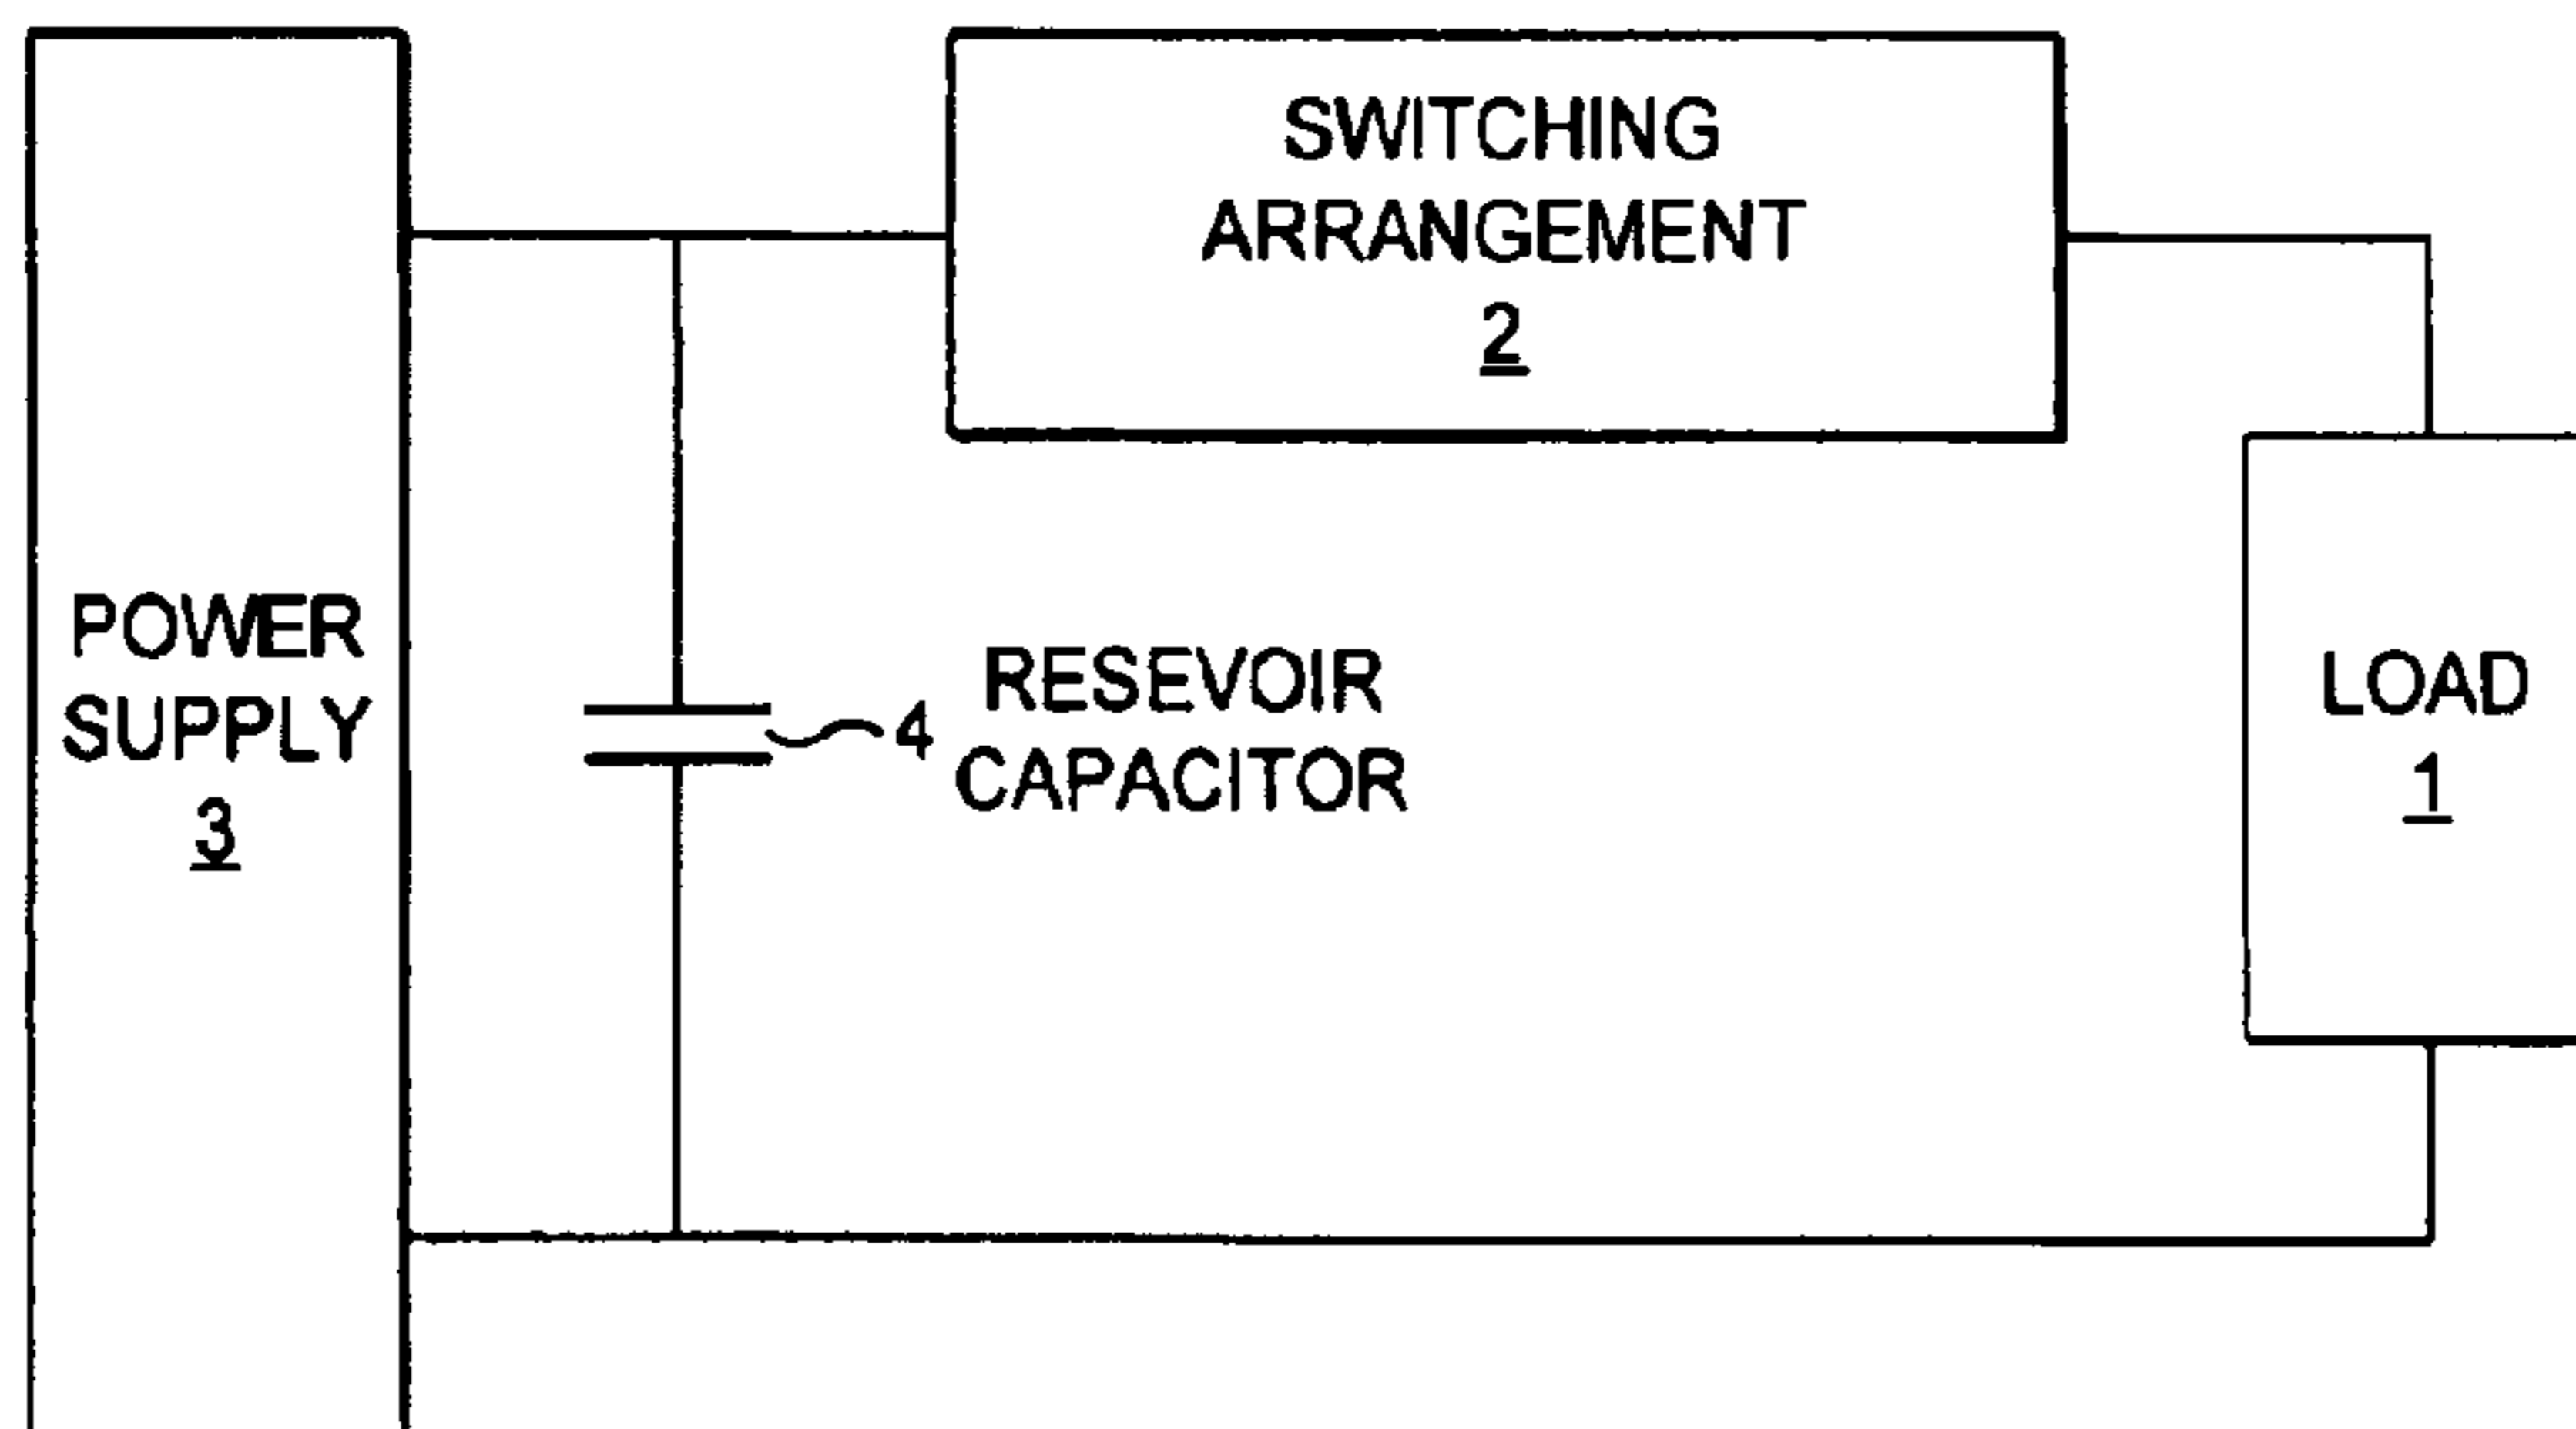 SWITCHING
ARRANGEMENT
2
POWER
SUPPLY
3
4
RESEVOIR
CAPACITOR
LOAD
1